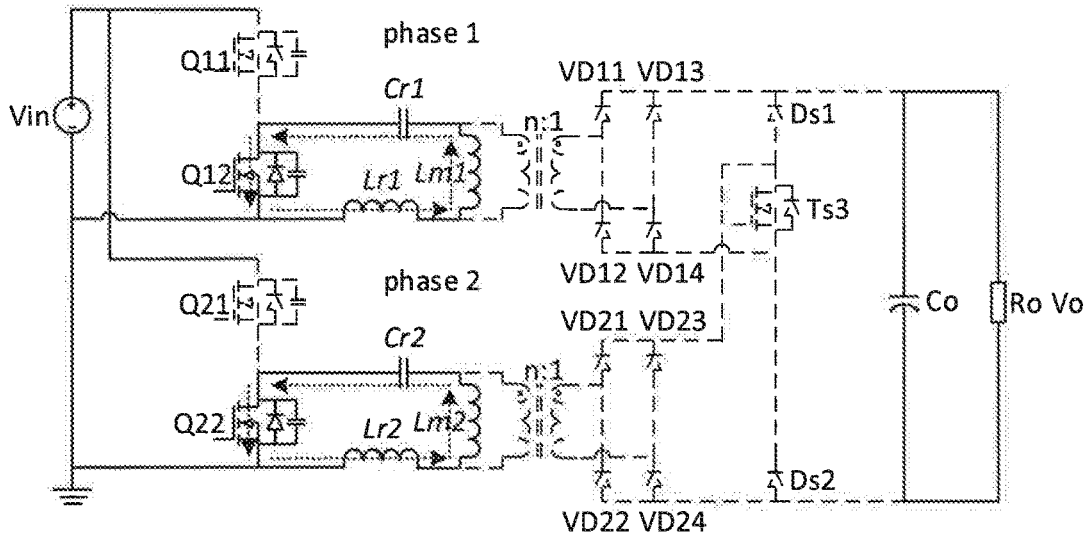 phase 1
Q11
Cr1
VD11 VD13
Vin
n:1
Ds1
Q12
Lr1
Lm1
Ts3
VD12 VD14
phase 2
Q21
Cr2
VD21 VD23
Co
Ro Vo
n:1
Q22
Lr2
Lm2
Ds2
VD22 VD24